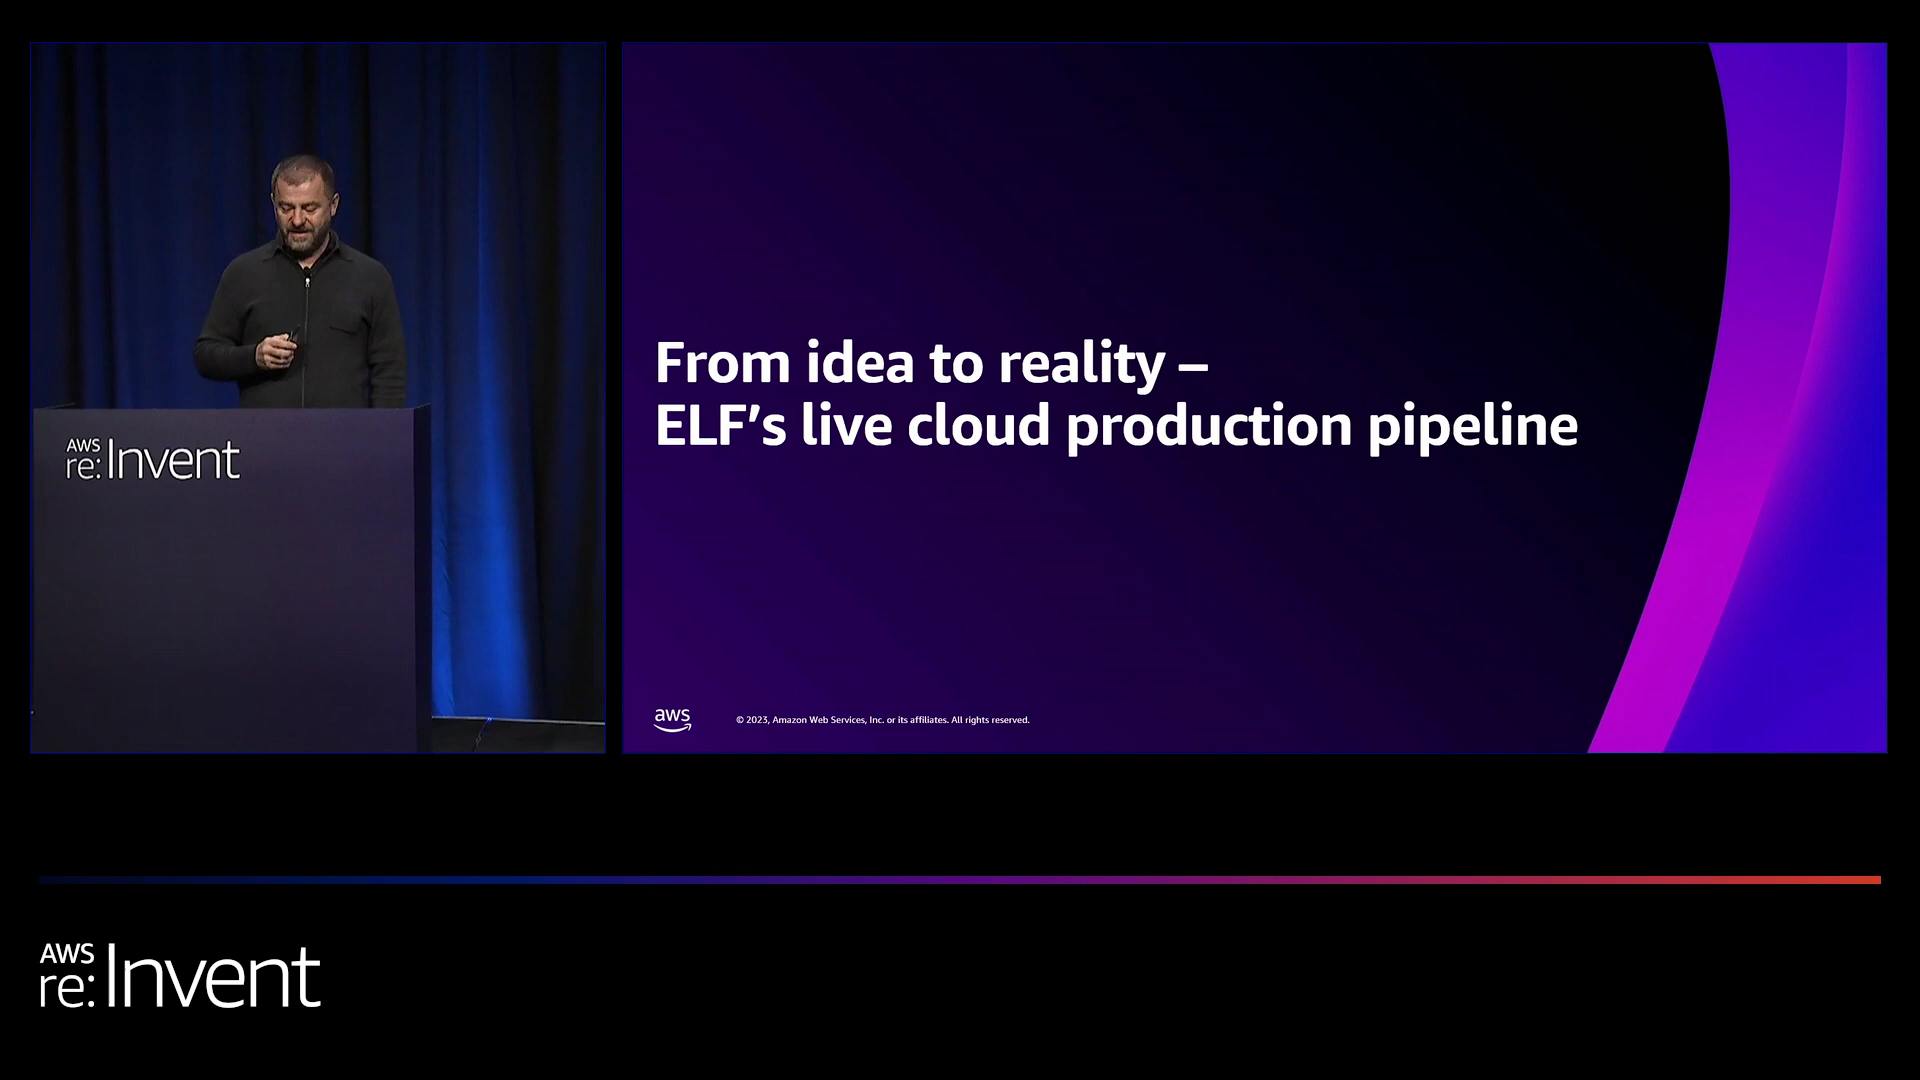 AWS
re:Invent
From idea to reality –
ELF's live cloud production pipeline
aws
© 2023, Amazon Web Services, Inc. or its affiliates. All rights reserved.
AWS
re:Invent